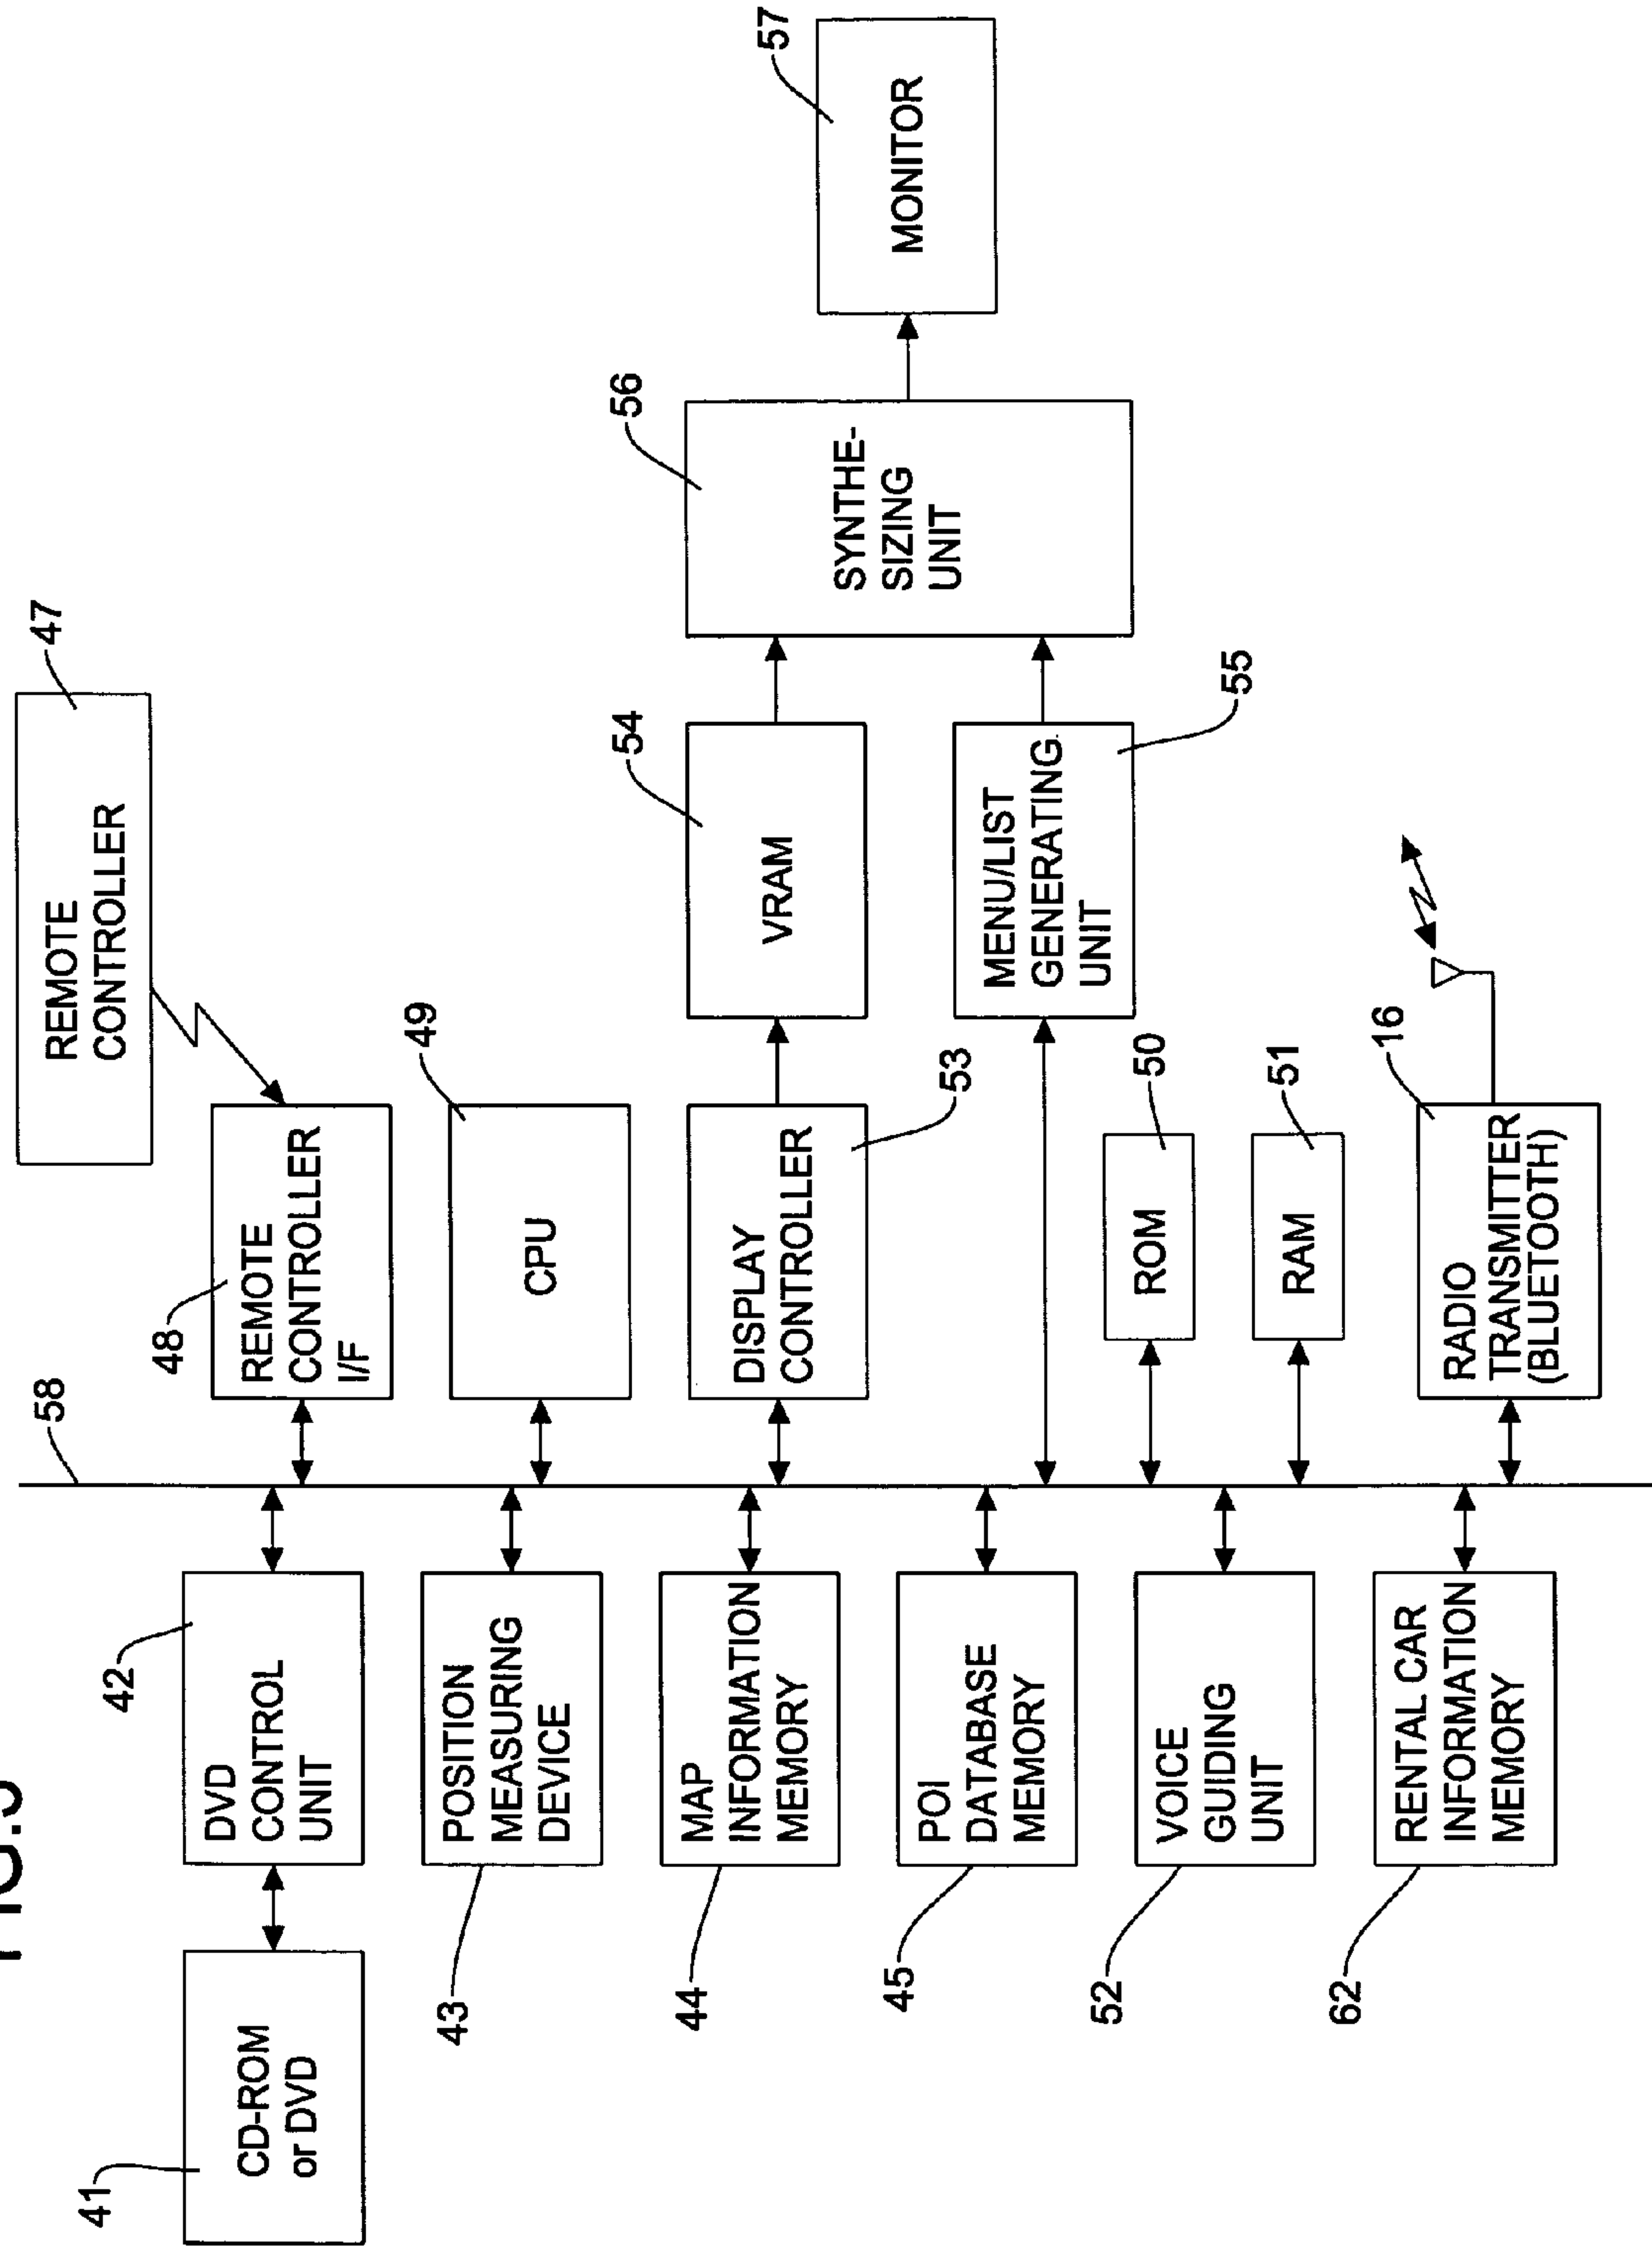 41
CD-ROM
or DVD
42
DVD
CONTROL
UNIT
58
48
REMOTE
CONTROLLER
I/F
47
REMOTE
CONTROLLER
43
POSITION
MEASURING
DEVICE
49
CPU
44
MAP
INFORMATION
MEMORY
DISPLAY
CONTROLLER
53
54
VRAM
56
SYNTHE-
SIZING
UNIT
57
MONITOR
45
POI
DATABASE
MEMORY
MENU/LIST
GENERATING
UNIT
55
52
VOICE
GUIDING
UNIT
ROM
50
RAM
51
62
RENTAL CAR
INFORMATION
MEMORY
16
RADIO
TRANSMITTER
(BLUETOOTH)